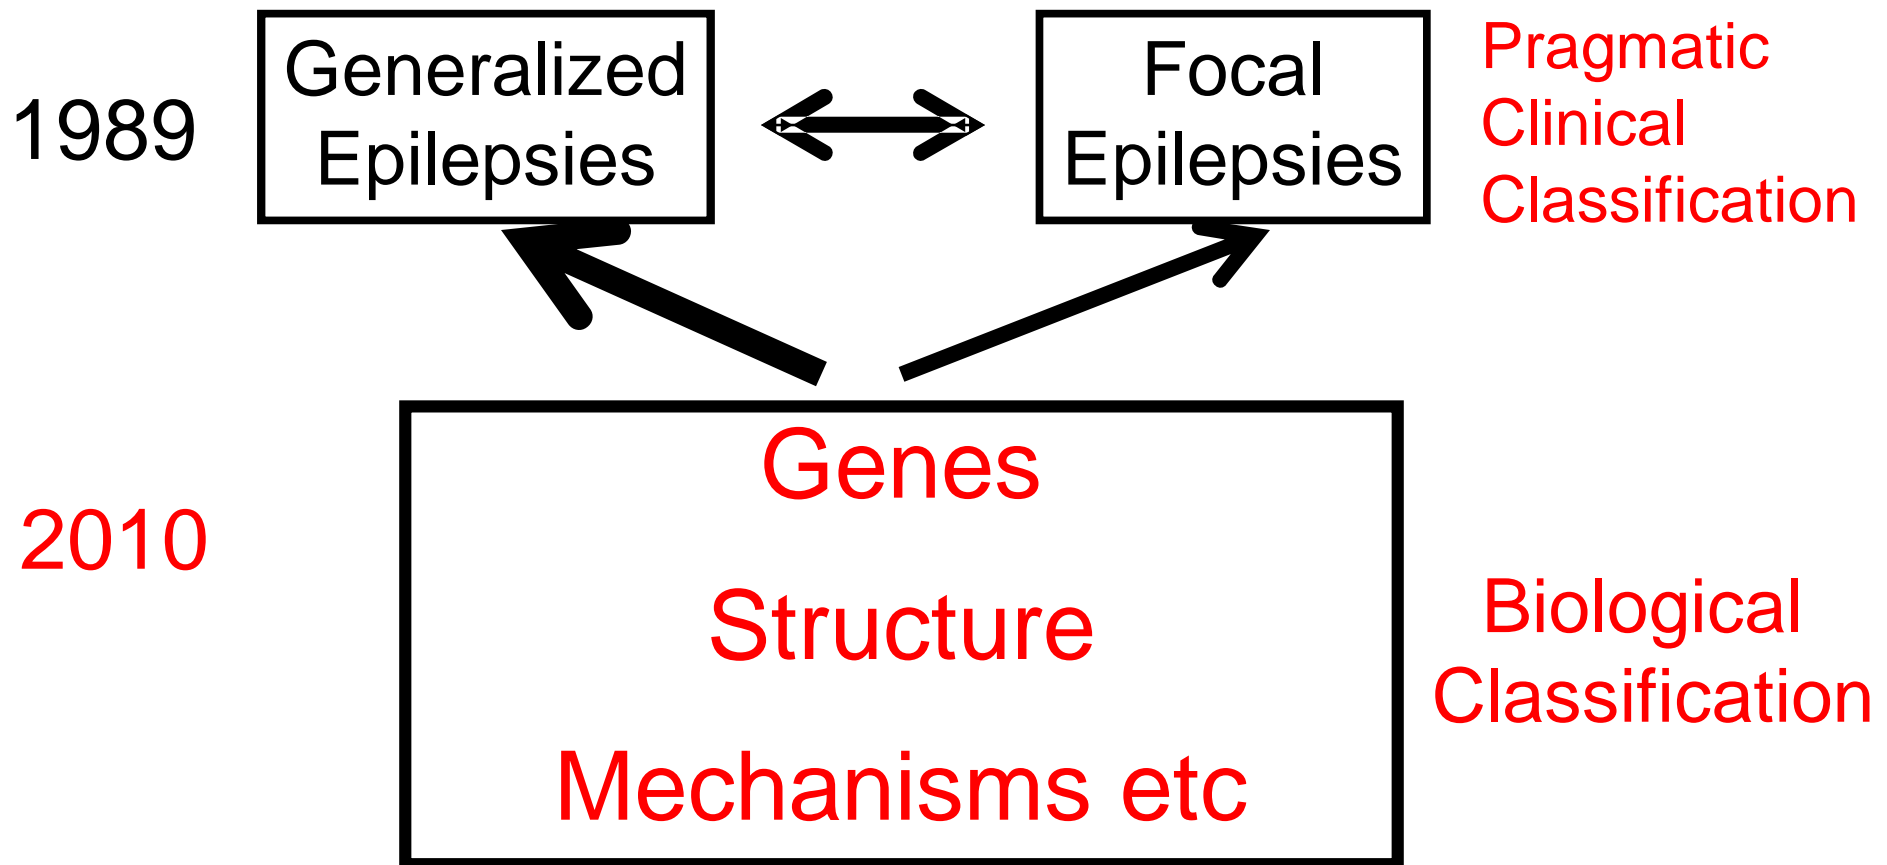 1989
Generalized
Epilepsies
Focal
Epilepsies
Pragmatic
Clinical
Classification
2010
Genes
Structure
Mechanisms etc
Biological
Classification